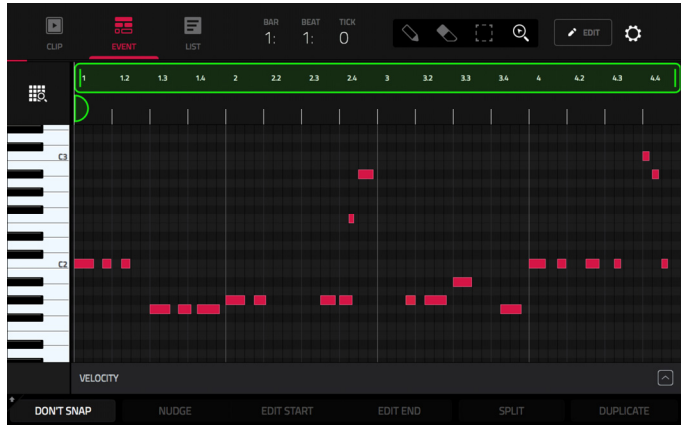 BAR BEAT TICK
1: 1: 0
EDIT
CLIP EVENT LIST
1 1.2 1.3 1.4 2 2.2 2.3 2.4 3 3.2 3.3 3.4 4 4.2 4.3 4.4
C3
C2
VELOCITY
DON'T SNAP NUDGE EDIT START EDIT END SPLIT DUPLICATE